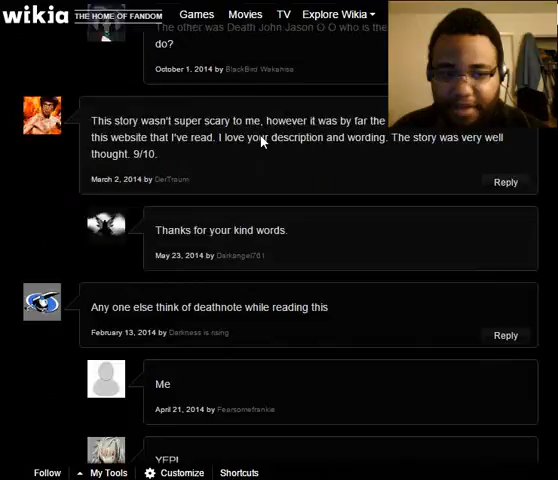 wikia THE HOME OF FANDOM Games Movies TV Explore Wikia
The other was Death John Jason O O who is the
do?
October 1, 2014 by BlackBird Wakahisa
This story wasn't super scary to me, however it was by far the
this website that I've read. I love your description and wording. The story was very well
thought. 9/10.
March 2, 2014 by DerTraum
Reply
Thanks for your kind words.
May 23, 2014 by Darkangel761
Any one else think of deathnote while reading this
February 13, 2014 by Darkness is rising
Reply
Me
April 21, 2014 by Fearsomefrankie
YEP!
Follow My Tools Customize Shortcuts